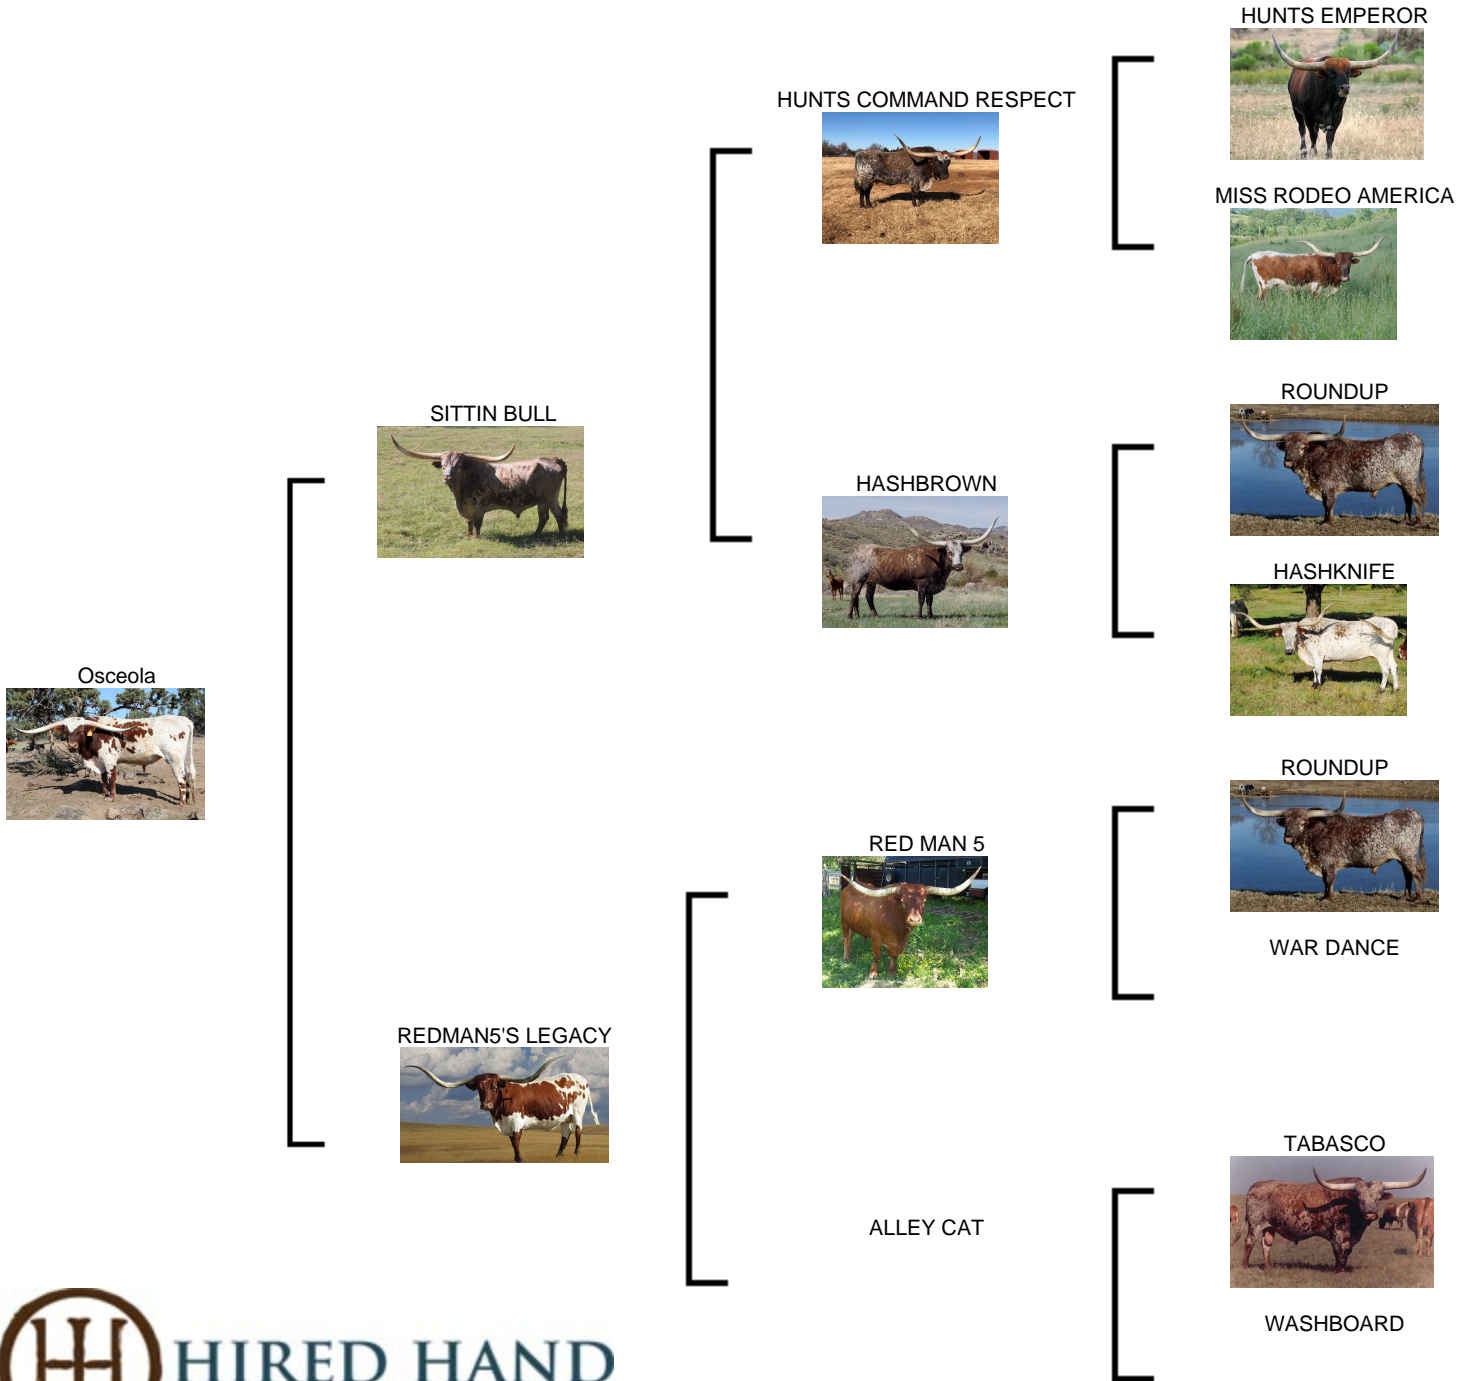 HUNTS EMPEROR
HUNTS COMMAND RESPECT
MISS RODEO AMERICA
ROUNDUP
SITTIN BULL
HASHBROWN
HASHKNIFE
Osceola
ROUNDUP
RED MAN 5
WAR DANCE
REDMAN5'S LEGACY
TABASCO
ALLEY CAT
WASHBOARD
HIRED HAND